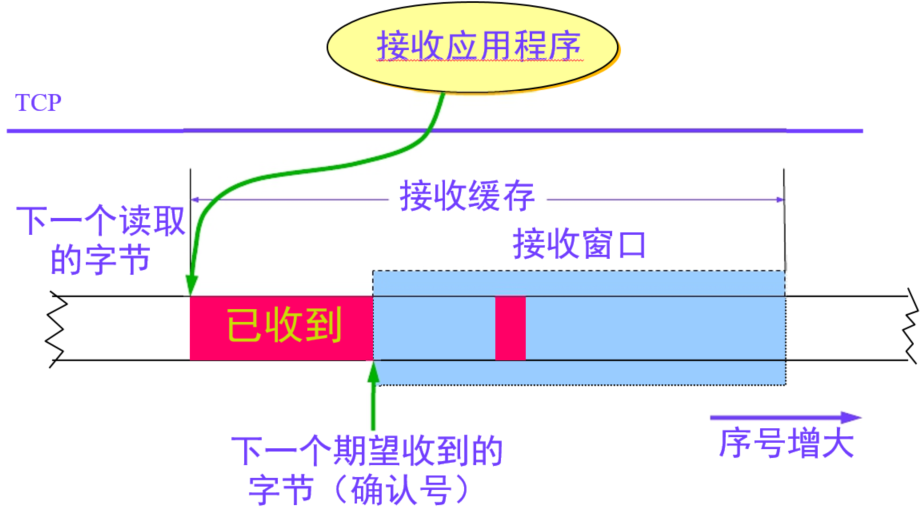 接收应用程序
TCP
接收缓存
下一个读取
的字节
接收窗口
已收到
序号增大
下一个期望收到的
字节（确认号）